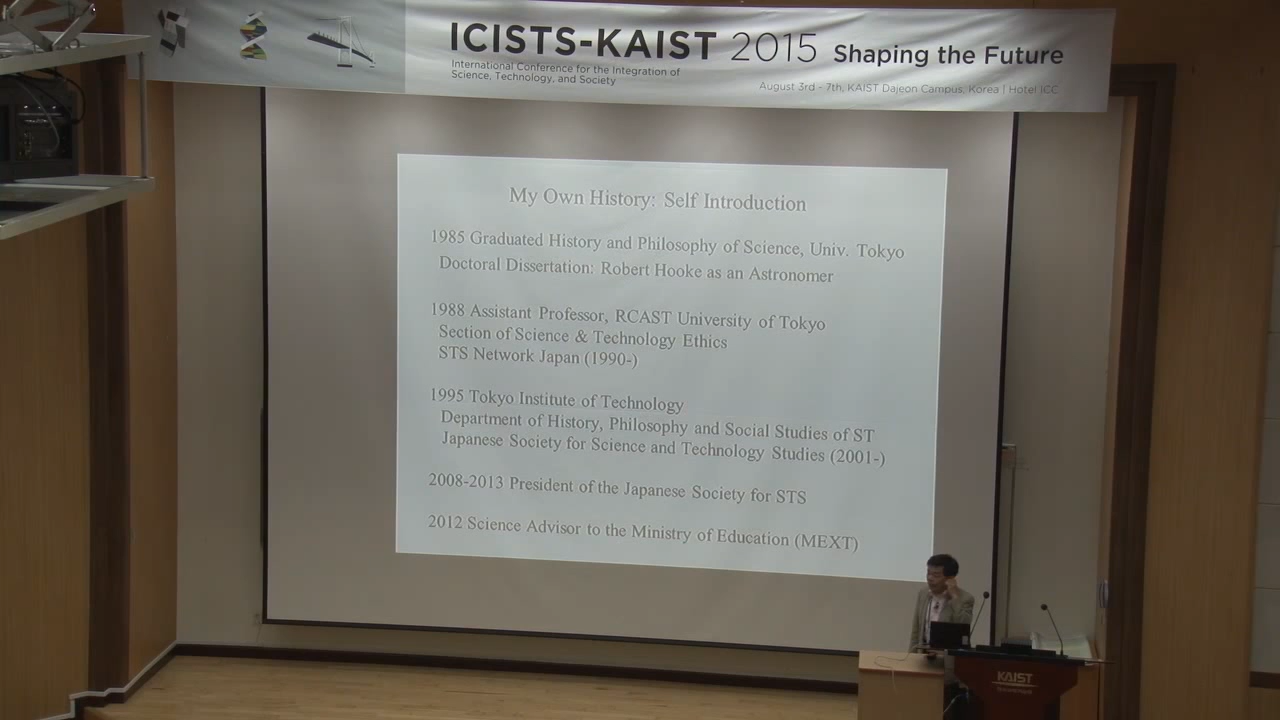 ICISTS-KAIST 2015 Shaping the Future
International Conference for the Integration of
Science, Technology, and Society
August 3rd - 7th, KAIST Dajeon Campus, Korea | Hotel ICC
My Own History: Self Introduction
1985 Graduated History and Philosophy of Science, Univ. Tokyo
Doctoral Dissertation: Robert Hooke as an Astronomer
1988 Assistant Professor, RCAST University of Tokyo
Section of Science & Technology Ethics
STS Network Japan (1990-)
1995 Tokyo Institute of Technology
Department of History, Philosophy and Social Studies of ST
Japanese Society for Science and Technology Studies (2001-)
2008-2013 President of the Japanese Society for STS
2012 Science Advisor to the Ministry of Education (MEXT)
KAIST